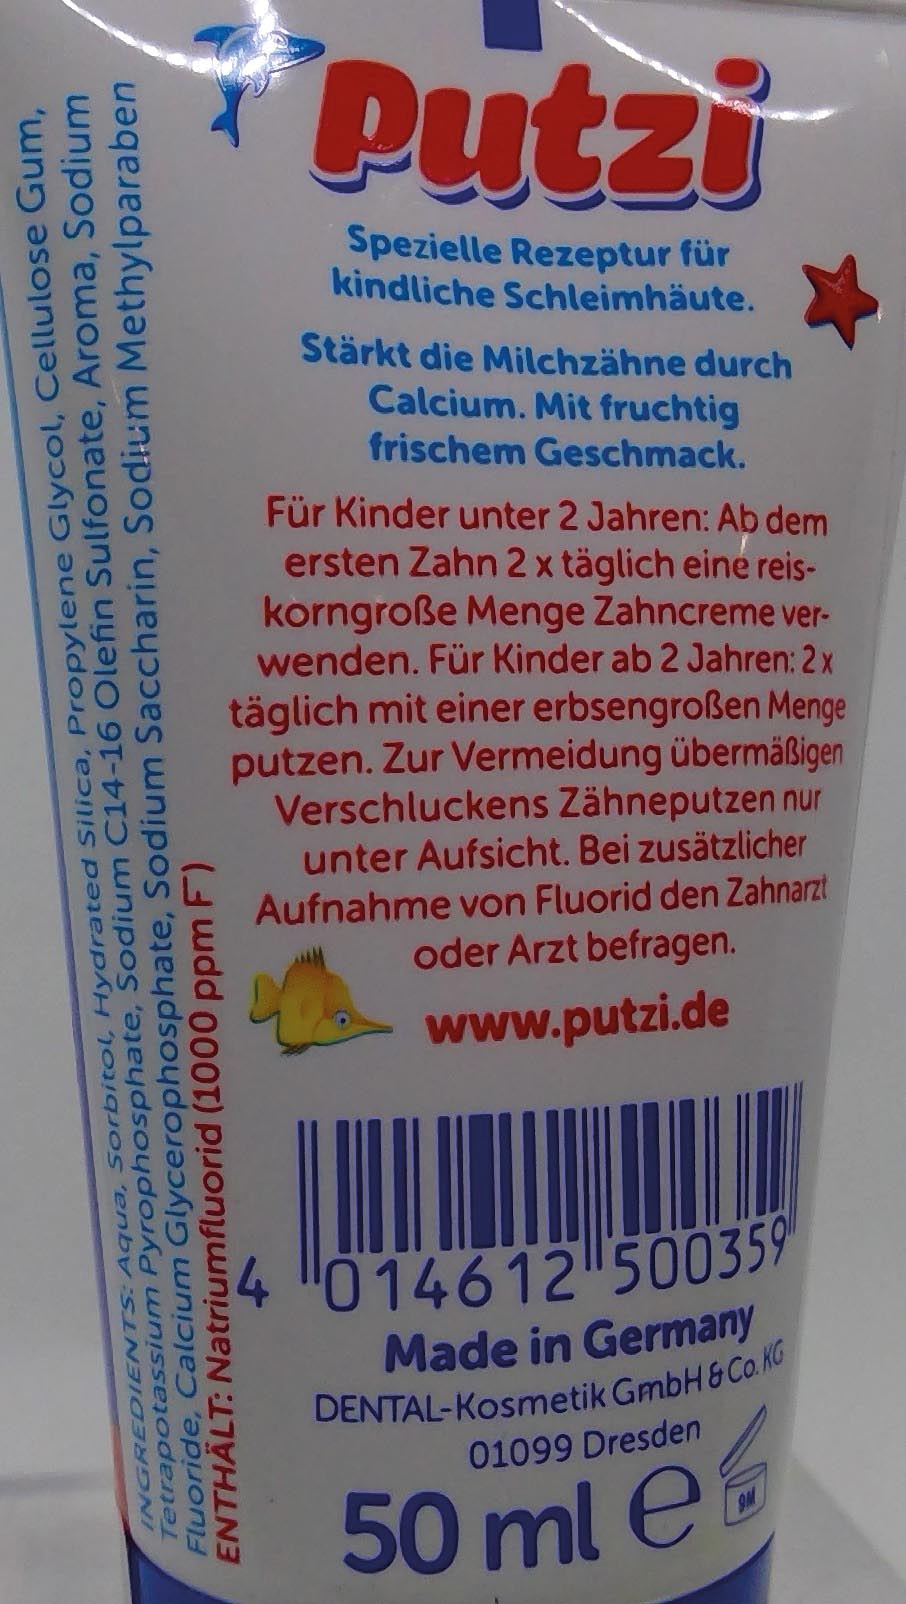 Putzi
Spezielle Rezeptur für
kindliche Schleimhäute.
Stärkt die Milchzähne durch
Calcium. Mit fruchtig
frischem Geschmack.
Für Kinder unter 2 Jahren: Ab dem
ersten Zahn 2 x täglich eine reis-
korngroße Menge Zahncreme ver-
wenden. Für Kinder ab 2 Jahren: 2 x
täglich mit einer erbsengroßen Menge
putzen. Zur Vermeidung übermäßigen
Verschluckens Zähneputzen nur
unter Aufsicht. Bei zusätzlicher
Aufnahme von Fluorid den Zahnarzt
oder Arzt befragen.
www.putzi.de
4 014612 500359
Made in Germany
DENTAL-Kosmetik GmbH & Co. KG
01099 Dresden
50 ml ℮
9M
INGREDIENTS: Aqua, Sorbitol, Hydrated Silica, Propylene Glycol, Cellulose Gum,
Tetrapotassium Pyrophosphate, Sodium C14-16 Olefin Sulfonate, Aroma, Sodium
Fluoride, Calcium Glycerophosphate, Sodium Saccharin, Sodium Methylparaben
ENTHÄLT: Natriumfluorid (1000 ppm F)